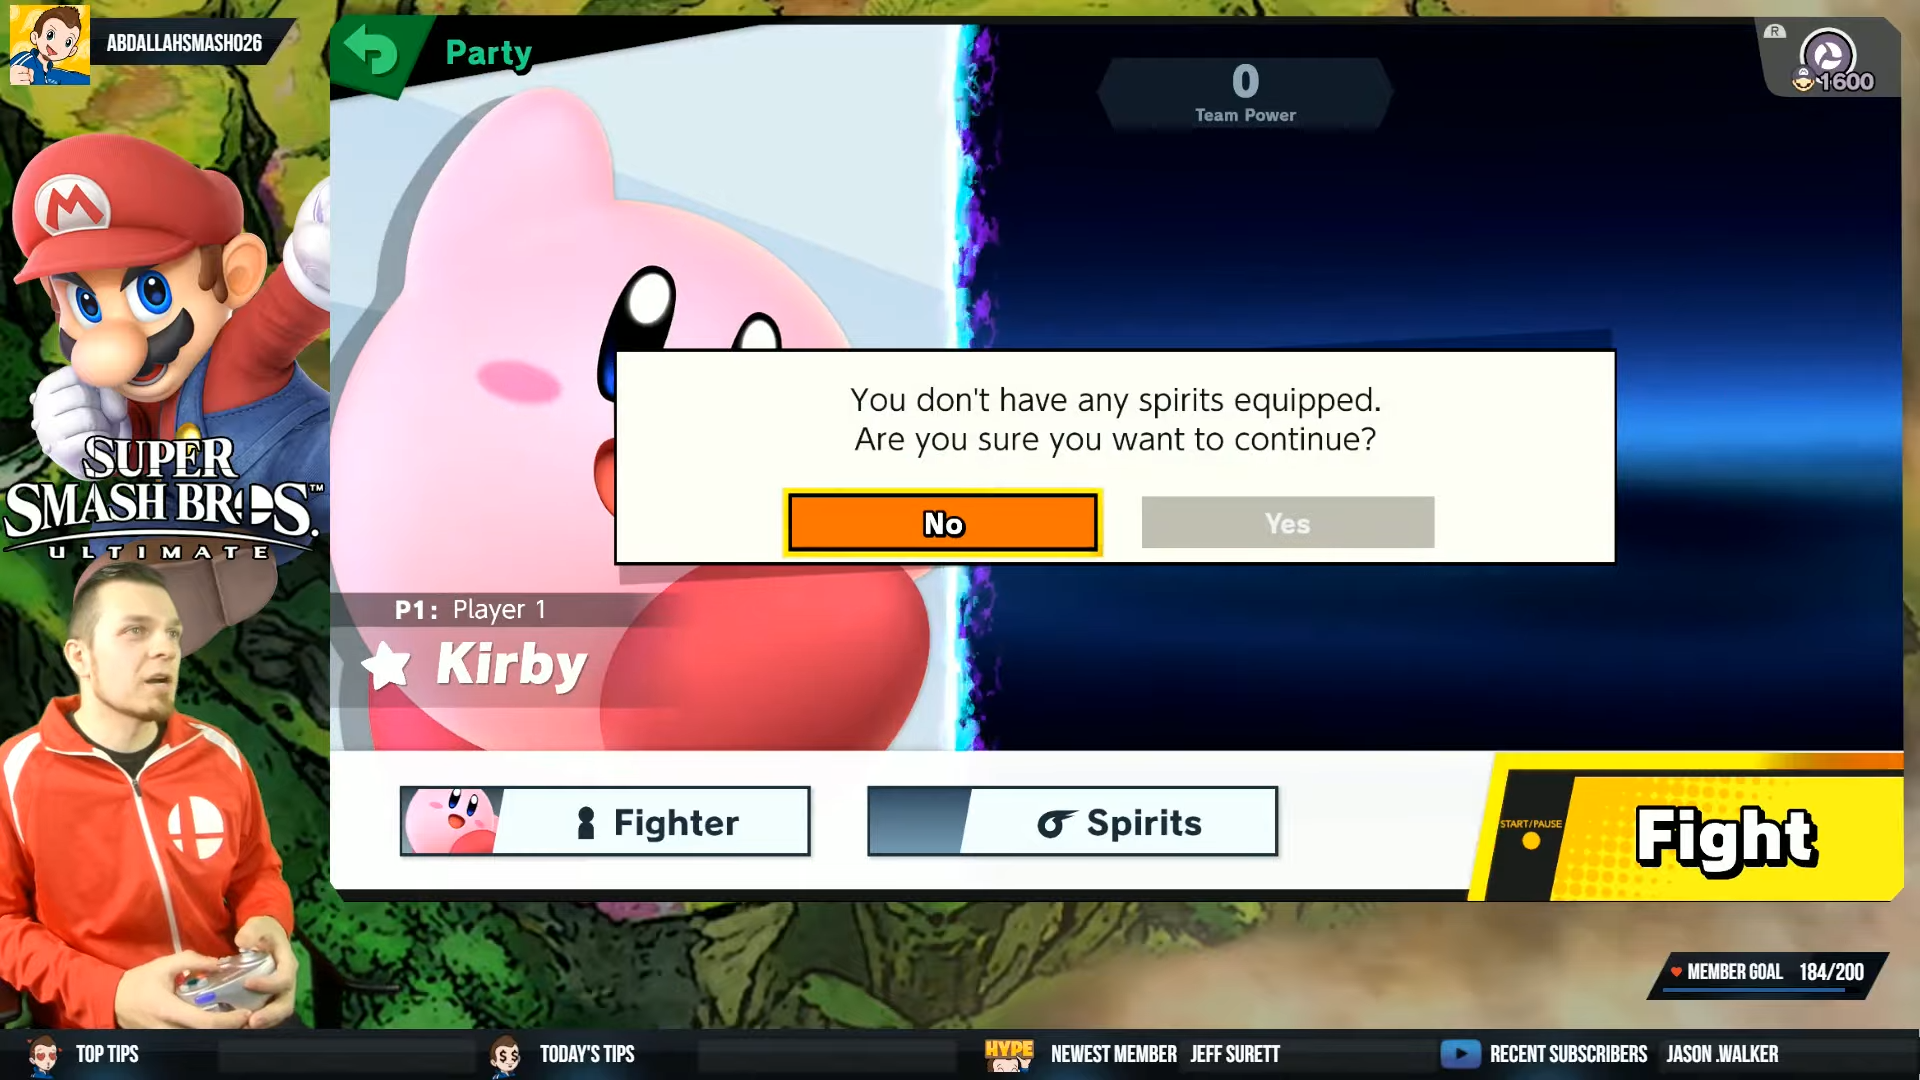 ABDALLAHSMASH026
Party
0
Team Power
R
1600
M
SUPER
SMASH BROS.™
ULTIMATE
You don't have any spirits equipped.
Are you sure you want to continue?
No
Yes
P1: Player 1
Kirby
Fighter
Spirits
START/PAUSE
Fight
MEMBER GOAL 184/200
TOP TIPS
TODAY'S TIPS
HYPE
NEWEST MEMBER JEFF SURETT
RECENT SUBSCRIBERS JASON .WALKER